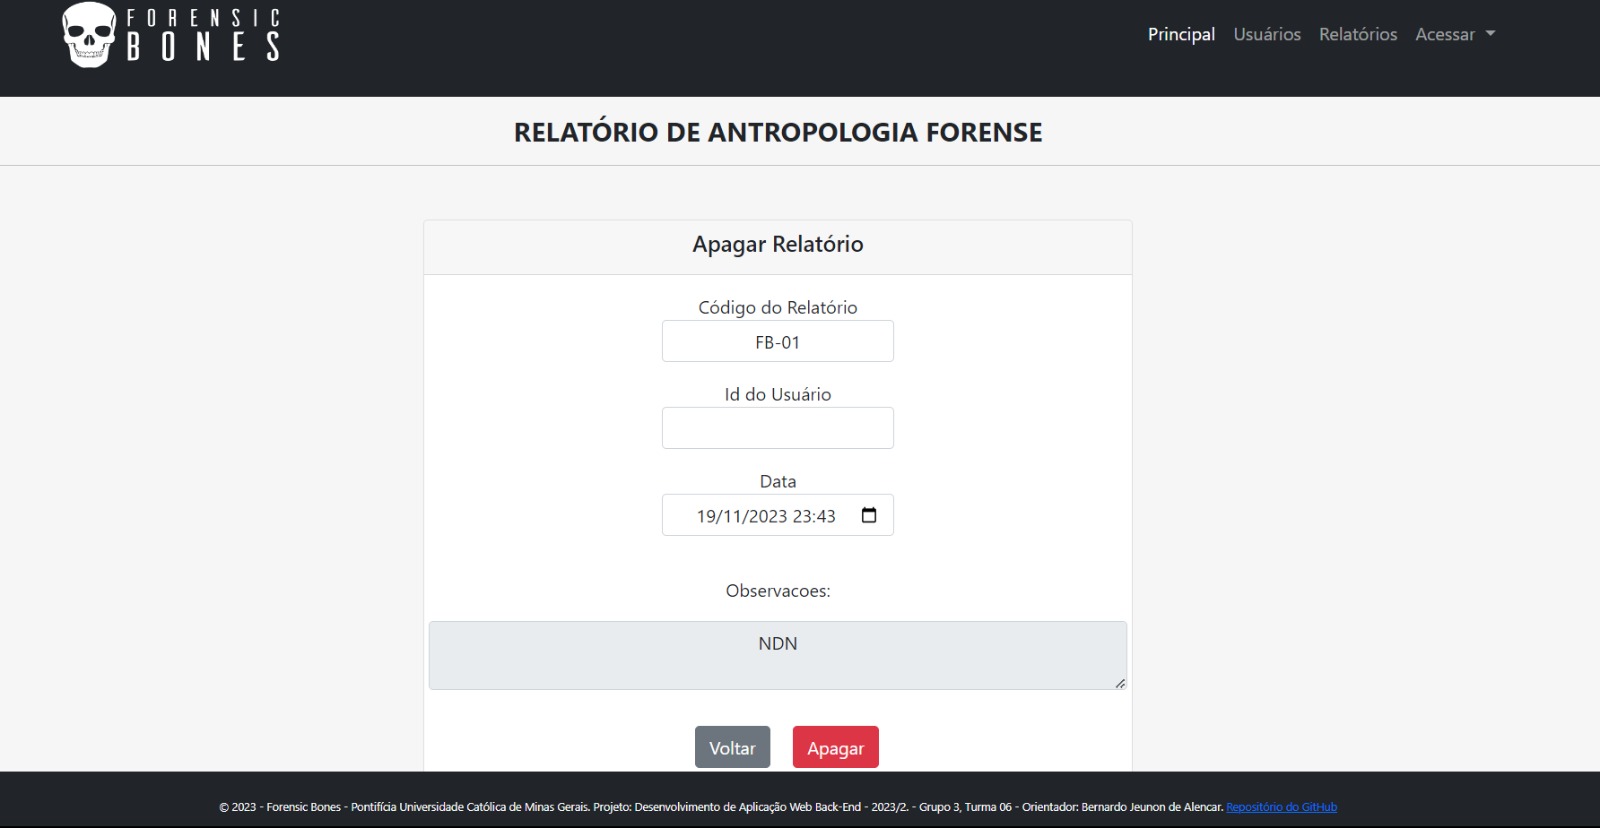 FORENSIC
BONES
Principal Usuários Relatórios Acessar
RELATÓRIO DE ANTROPOLOGIA FORENSE
Apagar Relatório
Código do Relatório
FB-01
Id do Usuário
Data
19/11/2023 23:43
Observacoes:
NDN
Voltar Apagar
© 2023 - Forensic Bones - Pontifícia Universidade Católica de Minas Gerais. Projeto: Desenvolvimento de Aplicação Web Back-End - 2023/2. - Grupo 3, Turma 06 - Orientador: Bernardo Jeunon de Alencar. Repositório do GitHub